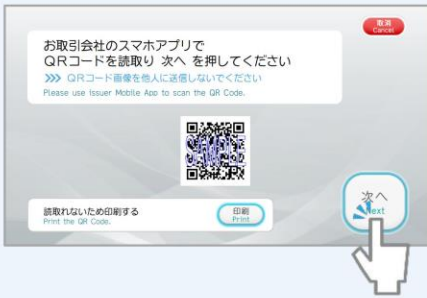 取消
Cancel
お取引会社のスマホアプリで
QRコードを読取り 次へ を押してください
>>> QRコード画像を他人に送信しないでください
Please use issuer Mobile App to scan the QR Code.
SAMPLE
読取れないため印刷する
Print the QR Code.
印刷
Print
次へ
Next